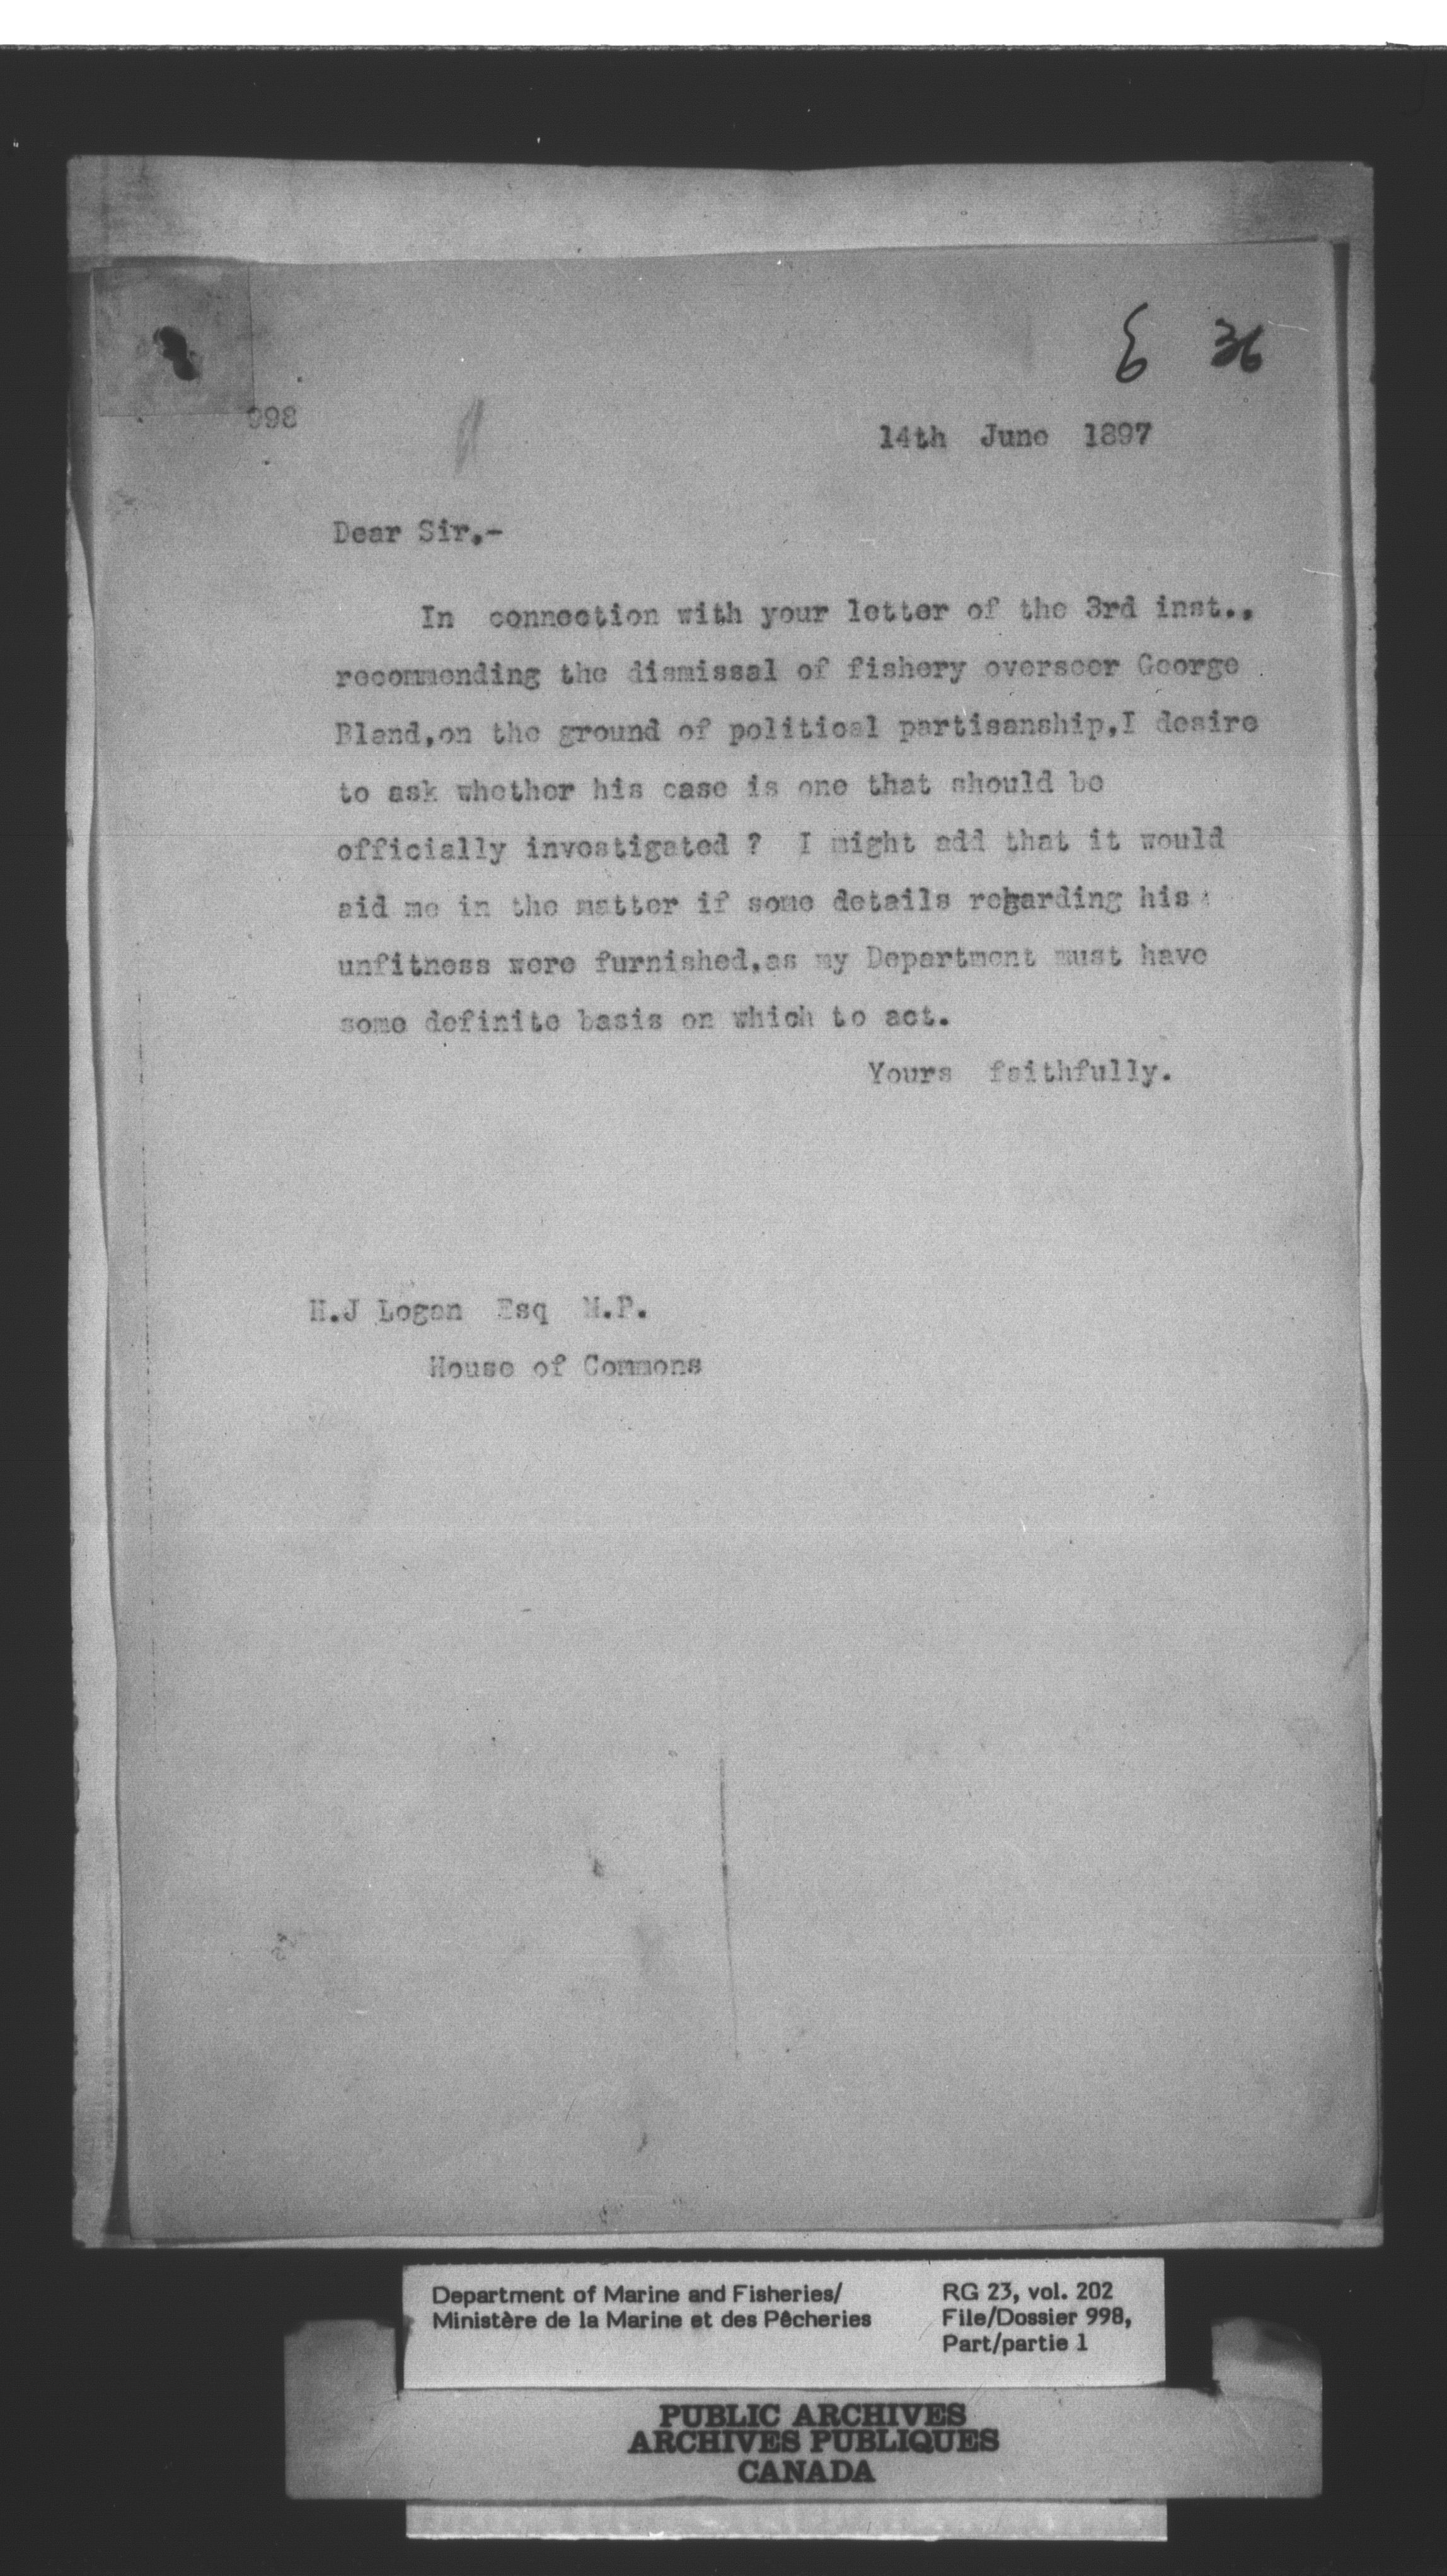 36
998
14th June 1897
Dear Sir,-
In connection with your letter of the 3rd inst.,
recommending the dismissal of fishery overseer George
Bland,on the ground of political partisanship,I desire
to ask whether his case is one that should be
officially investigated ? I might add that it would
aid me in the matter if some details regarding his
unfitness were furnished,as my Department must have
some definite basis on which to act.
Yours faithfully.
H.J Logan Esq M.P.
House of Commons
Department of Marine and Fisheries/
Ministère de la Marine et des Pêcheries
RG 23, vol. 202
File/Dossier 998,
Part/partie 1
PUBLIC ARCHIVES
ARCHIVES PUBLIQUES
CANADA